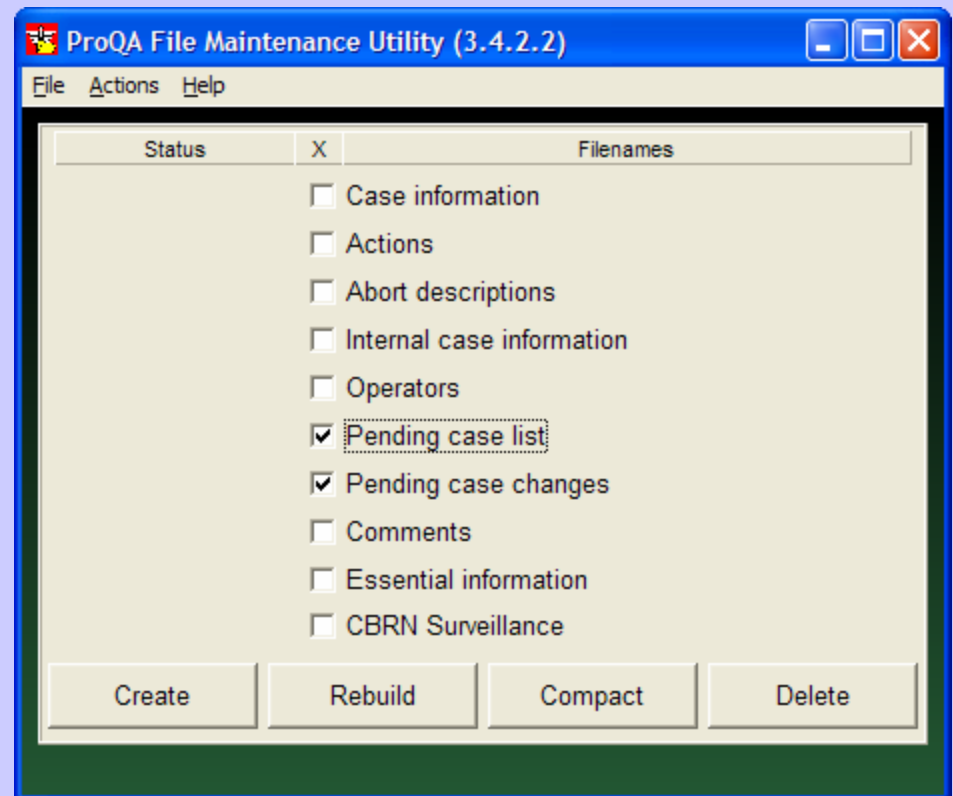 ProQA File Maintenance Utility (3.4.2.2)
File Actions Help
Status X Filenames
Case information
Actions
Abort descriptions
Internal case information
Operators
Pending case list
Pending case changes
Comments
Essential information
CBRN Surveillance
Create Rebuild Compact Delete